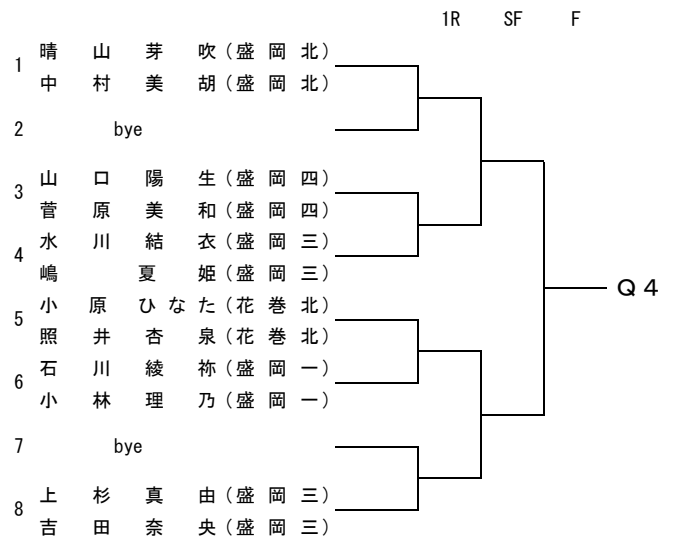 1R SF F
1 晴山芽吹(盛岡北)
中村美胡(盛岡北)
2 bye
3 山口陽生(盛岡四)
菅原美和(盛岡四)
4 水川結衣(盛岡三)
嶋夏姫(盛岡三)
5 小原ひなた(花巻北)
照井杏泉(花巻北)
6 石川綾祢(盛岡一)
小林理乃(盛岡一)
7 bye
8 上杉真由(盛岡三)
吉田奈央(盛岡三)
Q4